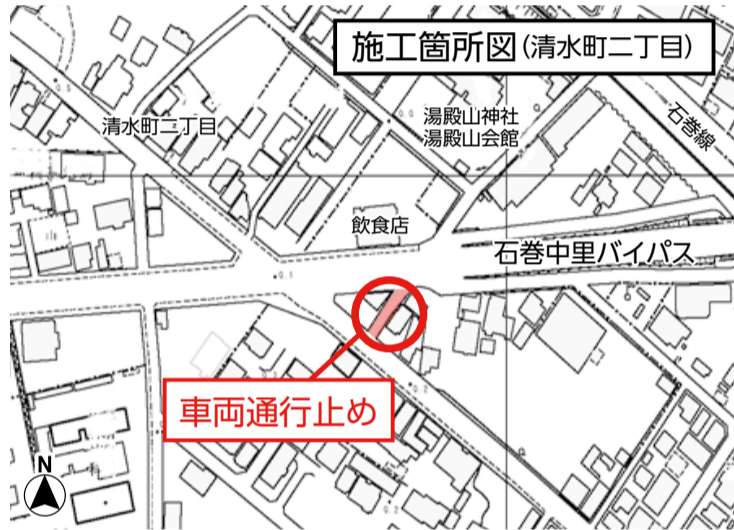 施工箇所図(清水町二丁目)
清水町二丁目
湯殿山神社
湯殿山会館
石巻線
飲食店
石巻中里バイパス
車両通行止め
N